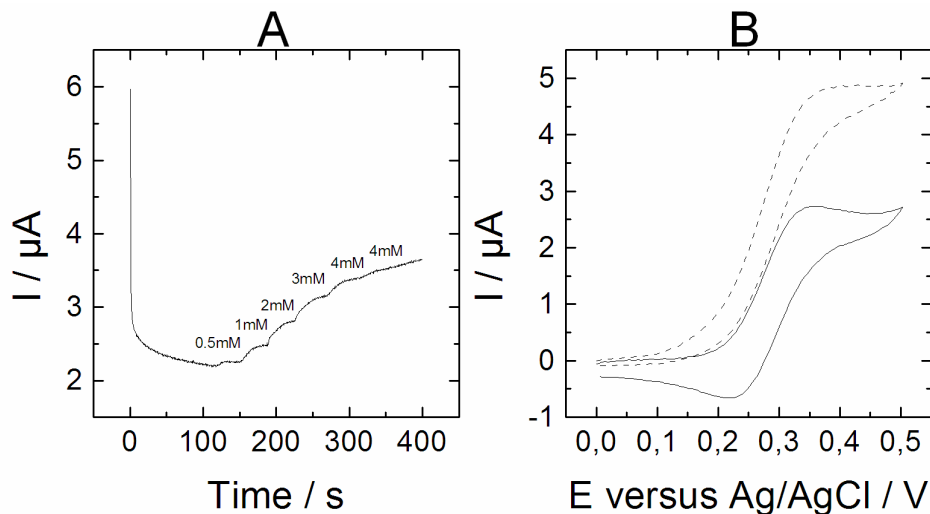 A
I / µA
6
5
4
3
2
0.5mM
1mM
2mM
3mM
4mM
4mM
0 100 200 300 400
Time / s
B
I / µA
5
4
3
2
1
0
-1
0,0 0,1 0,2 0,3 0,4 0,5
E versus Ag/AgCl / V